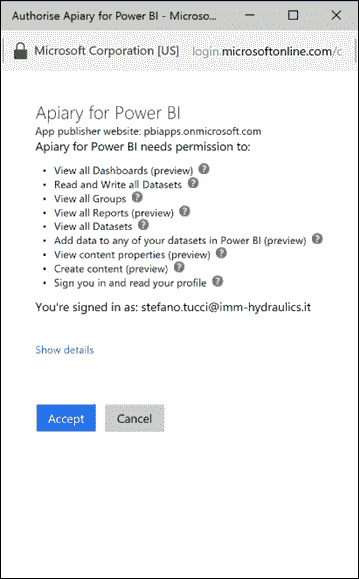 Authorise Apiary for Power BI - Microso...
Microsoft Corporation [US] login.microsoftonline.com/c
Apiary for Power BI
App publisher website: pbiapps.onmicrosoft.com
Apiary for Power BI needs permission to:
• View all Dashboards (preview) ?
• Read and Write all Datasets ?
• View all Groups ?
• View all Reports (preview) ?
• View all Datasets ?
• Add data to any of your datasets in Power BI (preview) ?
• View content properties (preview) ?
• Create content (preview) ?
• Sign you in and read your profile ?
You're signed in as: stefano.tucci@imm-hydraulics.it
Show details
Accept Cancel